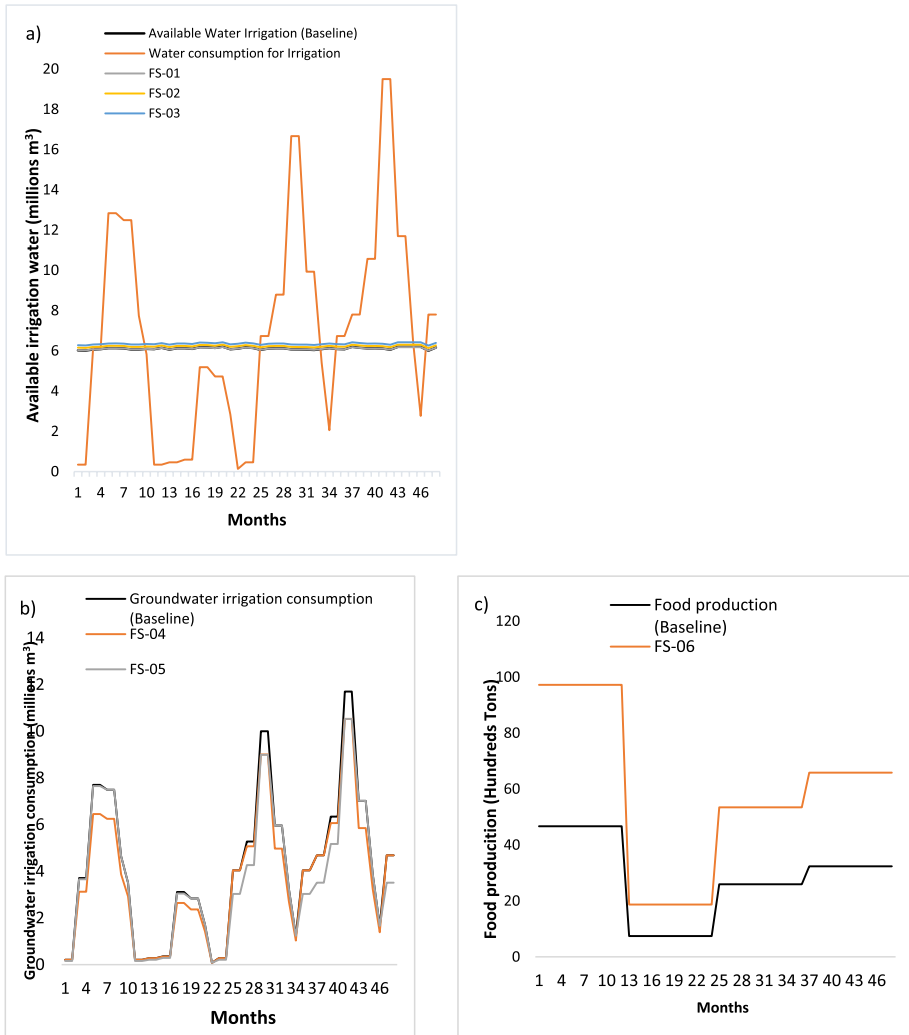 a)
Available Water Irrigation (Baseline)
Water consumption for Irrigation
FS-01
FS-02
FS-03
Available irrigation water (millions m³)
20
18
16
14
12
10
8
6
4
2
0
1 4 7 10 13 16 19 22 25 28 31 34 37 40 43 46
Months
b)
Groundwater irrigation consumption
(Baseline)
FS-04
FS-05
Groundwater irrigation consumption (millions m³)
14
12
10
8
6
4
2
0
1 4 7 10 13 16 19 22 25 28 31 34 37 40 43 46
Months
c)
Food production
(Baseline)
FS-06
Food producition (Hundreds Tons)
120
100
80
60
40
20
0
1 4 7 10 13 16 19 22 25 28 31 34 37 40 43 46
Months